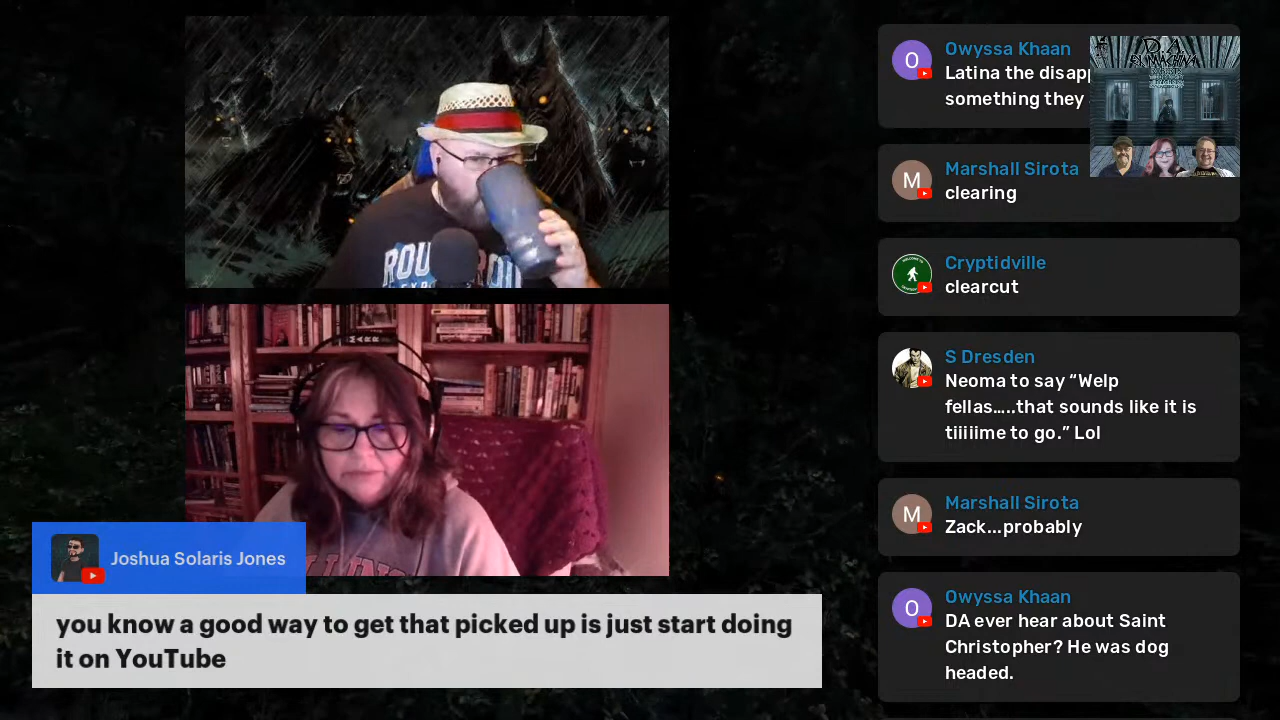 Owyssa Khaan
Latina the disap
something they
Marshall Sirota
clearing
Cryptidville
clearcut
S Dresden
Neoma to say “Welp
fellas.....that sounds like it is
tiiiiime to go.” Lol
Marshall Sirota
Zack...probably
Owyssa Khaan
DA ever hear about Saint
Christopher? He was dog
headed.
Joshua Solaris Jones
you know a good way to get that picked up is just start doing
it on YouTube